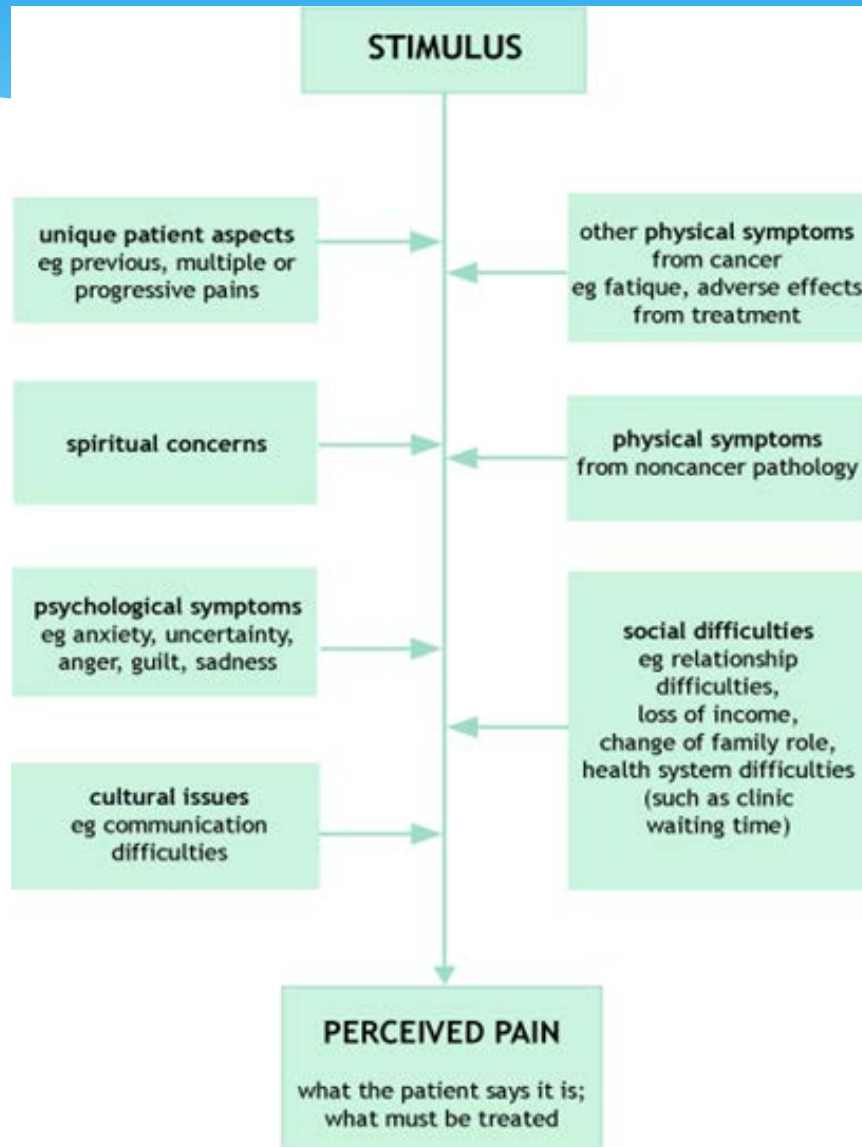 STIMULUS
unique patient aspects
eg previous, multiple or
progressive pains
other physical symptoms
from cancer
eg fatique, adverse effects
from treatment
spiritual concerns
physical symptoms
from noncancer pathology
psychological symptoms
eg anxiety, uncertainty,
anger, guilt, sadness
social difficulties
eg relationship
difficulties,
loss of income,
change of family role,
health system difficulties
(such as clinic
waiting time)
cultural issues
eg communication
difficulties
PERCEIVED PAIN
what the patient says it is;
what must be treated